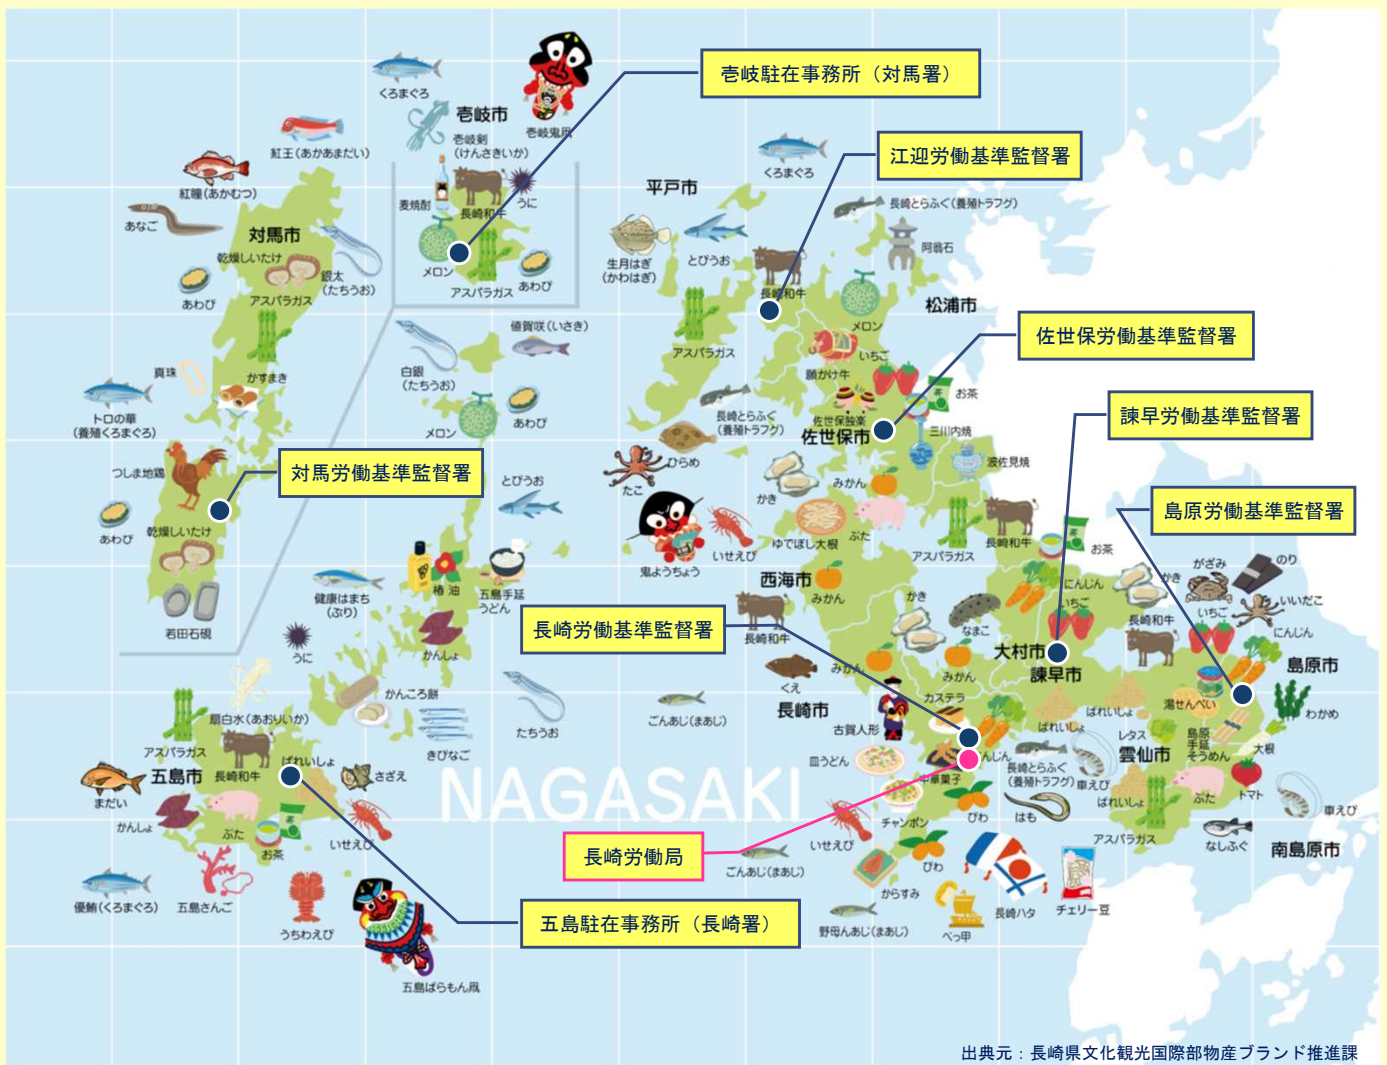 壱岐駐在事務所（対馬署）
くろまぐろ
壱岐市
壱岐鬼凧
壱岐剣
（けんさきいか）
紅王（あかあまだい）
紅瞳（あかむつ）
あなご
対馬市
乾燥しいたけ
銀太
（たちうお）
あわび
アスパラガス
麦焼酎
長崎和牛
うに
メロン
アスパラガス
あわび
江迎労働基準監督署
くろまぐろ
平戸市
長崎とらふぐ（養殖トラフグ）
阿翁石
生月はぎ
（かわはぎ）
とびうお
長崎和牛
メロン
松浦市
アスパラガス
佐世保労働基準監督署
願かけ牛
いちご
お茶
値賀咲（いさき）
白銀
（たちうお）
あわび
メロン
真珠
かすまき
トロの華
（養殖くろまぐろ）
つしま地鶏
対馬労働基準監督署
あわび
乾燥しいたけ
若田石硯
長崎とらふぐ
（養殖トラフグ）
佐世保独楽
佐世保市
三川内焼
波佐見焼
諫早労働基準監督署
ひらめ
たこ
かき
みかん
とびうお
島原労働基準監督署
ゆでぼし大根
ぶた
アスパラガス
長崎和牛
お茶
鬼ようちょう
いせえび
西海市
みかん
長崎和牛
かき
なまこ
にんじん
いちご
かき
がざみ
のり
いちご
いいだこ
にんじん
長崎和牛
健康はまち
（ぶり）
椿油
五島手延
うどん
うに
かんしょ
長崎労働基準監督署
大村市
諫早市
島原市
みかん
みかん
くえ
長崎市
カステラ
古賀人形
ばれいしょ
ばれいしょ
ばれいしょ
湯せんぺい
わかめ
レタス
島原
手延
そうめん
大根
雲仙市
扇白水（あおりいか）
かんころ餅
きびなご
たちうお
ごんあじ（まあじ）
アスパラガス
五島市
長崎和牛
ばれいしょ
さざえ
まだい
かんしょ
ぶた
お茶
いせえび
NAGASAKI
皿うどん
中華菓子
にんじん
長崎とらふぐ
（養殖トラフグ）
車えび
ばれいしょ
ぶた
トマト
車えび
チャンポン
びわ
はも
アスパラガス
なしふぐ
南島原市
長崎労働局
いせえび
ごんあじ（まあじ）
びわ
からすみ
野母んあじ（まあじ）
べっ甲
長崎ハタ
チェリー豆
優鮪（くろまぐろ）
五島さんご
うちわえび
五島ばらもん凧
五島駐在事務所（長崎署）
出典元：長崎県文化観光国際部物産ブランド推進課